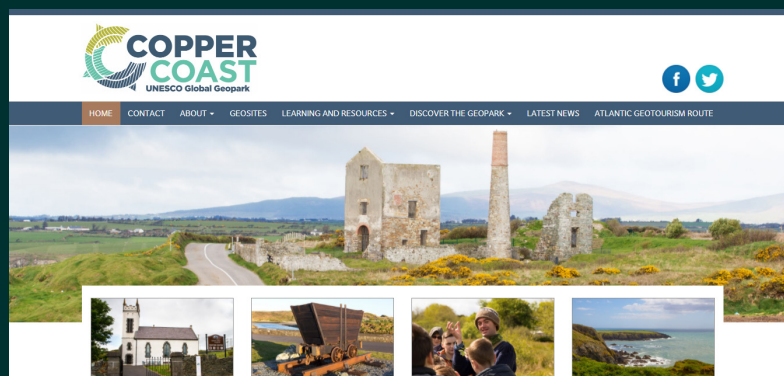 COPPER
COAST
UNESCO Global Geopark
HOME CONTACT ABOUT GEOSITES LEARNING AND RESOURCES DISCOVER THE GEOPARK LATEST NEWS ATLANTIC GEOTOURISM ROUTE